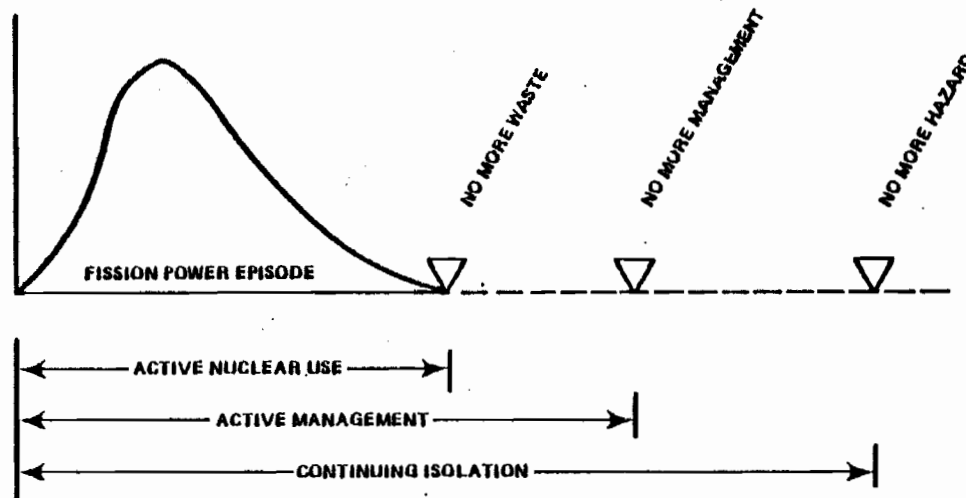 NO MORE WASTE
NO MORE MANAGEMENT
NO MORE HAZARD
FISSION POWER EPISODE
ACTIVE NUCLEAR USE
ACTIVE MANAGEMENT
CONTINUING ISOLATION